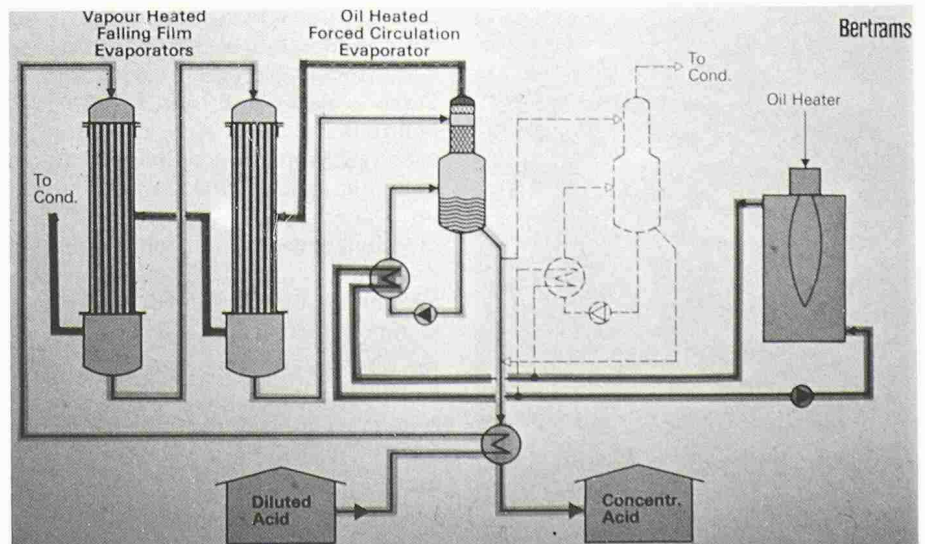 Vapour Heated
Falling Film
Evaporators
Oil Heated
Forced Circulation
Evaporator
Bertrams
To
Cond.
Oil Heater
To
Cond.
Diluted
Acid
Concentr.
Acid